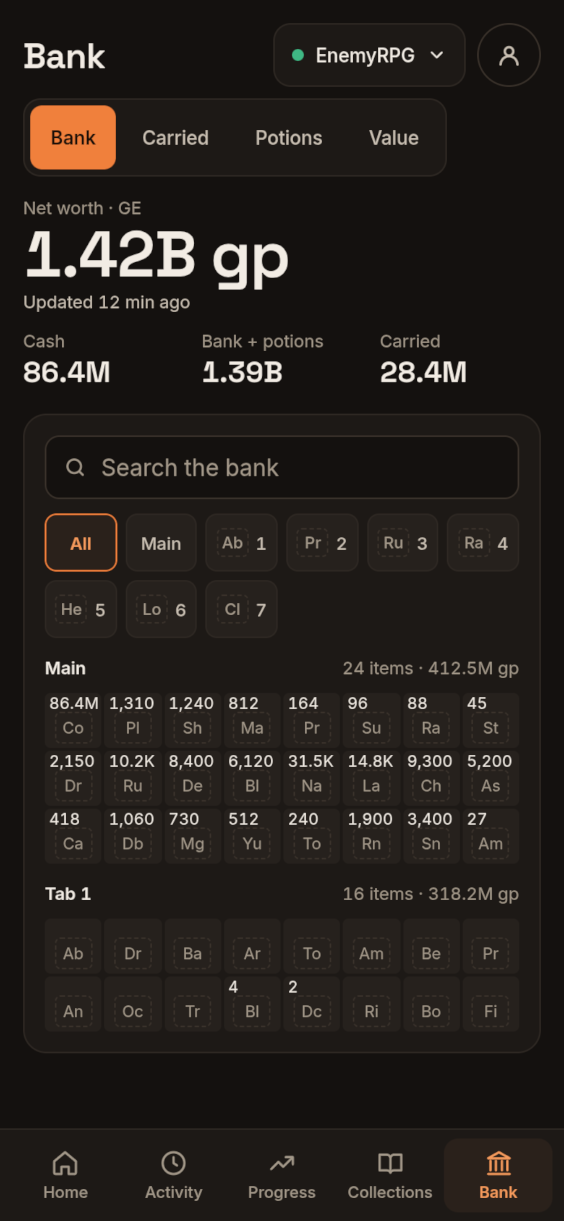 Bank
EnemyRPG
Bank Carried Potions Value
Net worth · GE
1.42B gp
Updated 12 min ago
Cash Bank + potions Carried
86.4M 1.39B 28.4M
Search the bank
All Main Ab 1 Pr 2 Ru 3 Ra 4
He 5 Lo 6 Cl 7
Main 24 items · 412.5M gp
86.4M 1,310 1,240 812 164 96 88 45
Co Pl Sh Ma Pr Su Ra St
2,150 10.2K 8,400 6,120 31.5K 14.8K 9,300 5,200
Dr Ru De Bl Na La Ch As
418 1,060 730 512 240 1,900 3,400 27
Ca Db Mg Yu To Rn Sn Am
Tab 1 16 items · 318.2M gp
Ab Dr Ba Ar To Am Be Pr
4 2
An Oc Tr Bl Dc Ri Bo Fi
Home Activity Progress Collections Bank